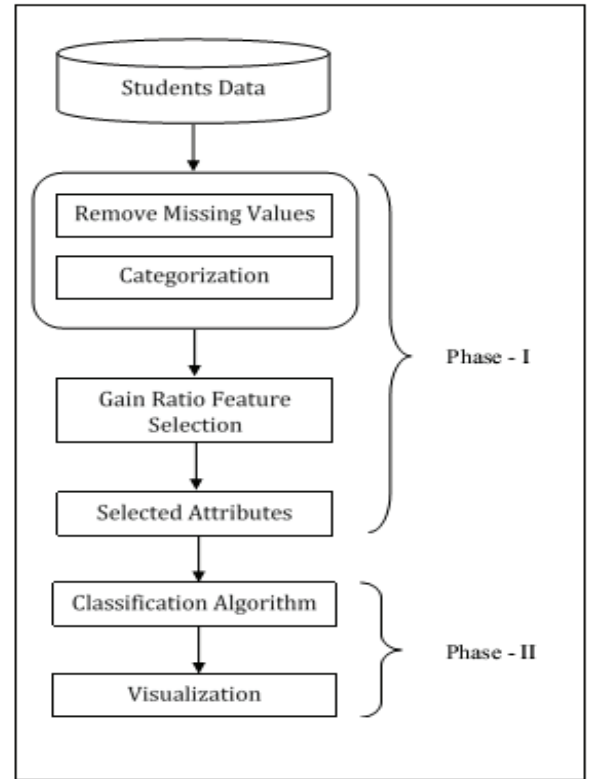 Students Data
Remove Missing Values
Categorization
Gain Ratio Feature
Selection
Selected Attributes
Phase - I
Classification Algorithm
Visualization
Phase - II